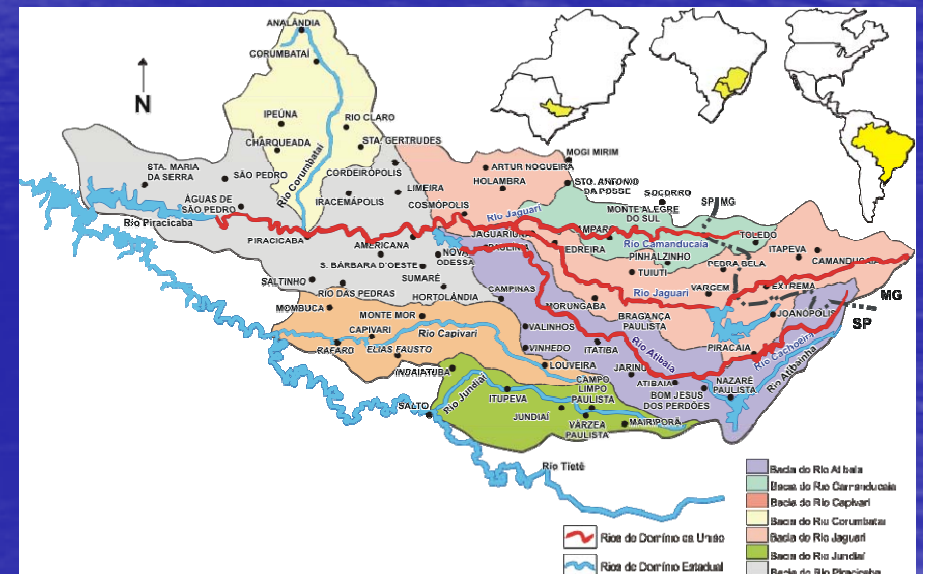 ANALÂNDIA
CORUMBATAÍ
N
IPEÚNA
RIO CLARO
CHARQUEADA
STA. GERTRUDES
MOGI MIRIM
STA. MARIA
DA SERRA
SÃO PEDRO
Rio Corumbataí
CORDEIRÓPOLIS
ARTUR NOGUEIRA
HOLAMBRA
STO. ANTONIO
DA POSSE
SOCORRO
SP
MG
LIMEIRA
IRACEMÁPOLIS
ÁGUAS DE
SÃO PEDRO
COSMÓPOLIS
Rio Jaguari
MONTE ALEGRE
DO SUL
Rio Piracicaba
PIRACICABA
AMERICANA
NOVA
ODESSA
Rio Camanducaia
TOLEDO
ITAPEVA
CAMANDUCAIA
S. BÁRBARA D'OESTE
PINHALZINHO
PEDRA BELA
TUIUTI
SALTINHO
SUMARÉ
RIO DAS PEDRAS
HORTOLÂNDIA
CAMPINAS
Rio Jaguari
VARGEM
EXTREMA
MG
MOMBUCA
MONTE MOR
MORUNGABA
BRAGANÇA
PAULISTA
JOANÓPOLIS
SP
CAPIVARI
Rio Capivari
VALINHOS
RAFARD
ELIAS FAUSTO
VINHEDO
ITATIBA
Rio Atibaia
PIRACAIA
Rio Cachoeira
Rio Atibainha
INDAIATUBA
LOUVEIRA
JARINU
ATIBAIA
NAZARÉ
PAULISTA
CAMPO
LIMPO
PAULISTA
BOM JESUS
DOS PERDÕES
SALTO
Rio Jundiaí
ITUPEVA
JUNDIAÍ
VÁRZEA
PAULISTA
MAIRIPORÃ
Rio Tietê
Rios de Domínio da União
Rios de Domínio Estadual
Bacia do Rio Atibaia
Bacia do Rio Camanducaia
Bacia do Rio Capivari
Bacia do Rio Corumbataí
Bacia do Rio Jaguari
Bacia do Rio Jundiaí
Bacia do Rio Piracicaba